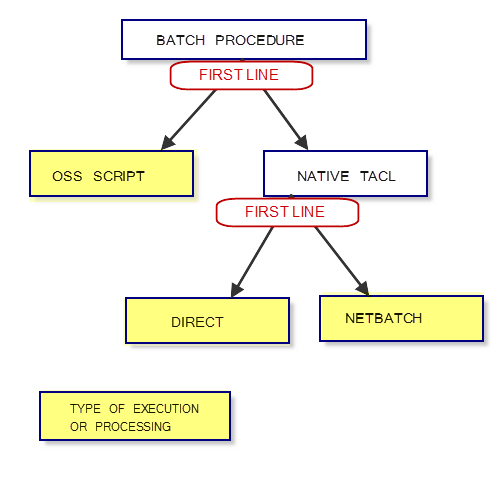 BATCH PROCEDURE
FIRST LINE
OSS SCRIPT
NATIVE TACL
FIRST LINE
DIRECT
NETBATCH
TYPE OF EXECUTION
OR PROCESSING